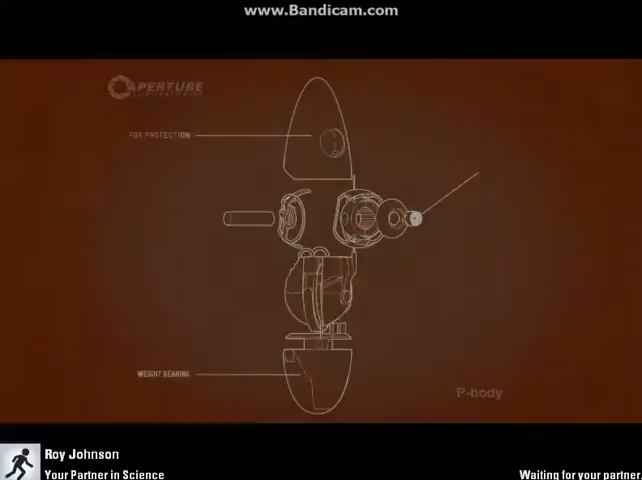 www.Bandicam.com
APERTURE
FOR PROTECTION
WEIGHT BEARING
P-body
Roy Johnson
Your Partner in Science
Waiting for your partner.